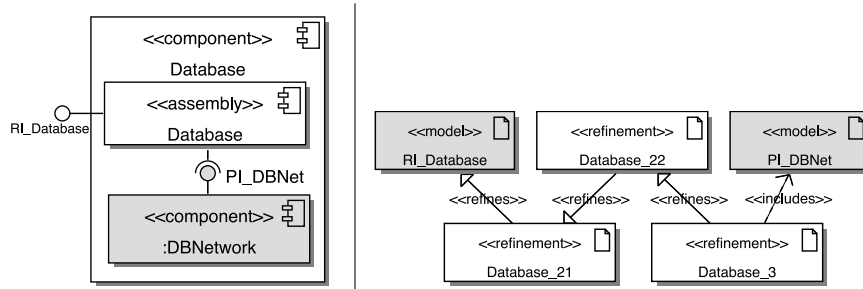 <<component>>
Database
<<assembly>>
Database
RI_Database
PI_DBNet
<<component>>
:DBNetwork
<<model>>
RI_Database
<<refinement>>
Database_22
<<model>>
PI_DBNet
<<refines>>
<<refines>>
<<refines>>
<<includes>>
<<refinement>>
Database_21
<<refinement>>
Database_3